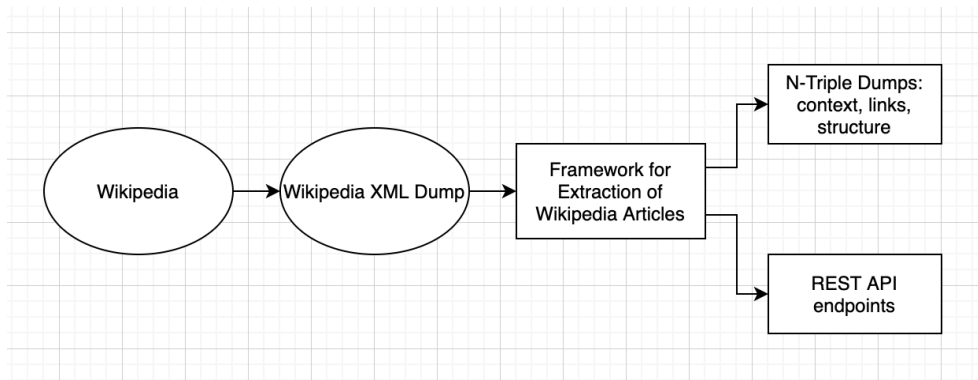 Wikipedia
Wikipedia XML Dump
Framework for
Extraction of
Wikipedia Articles
N-Triple Dumps:
context, links,
structure
REST API
endpoints